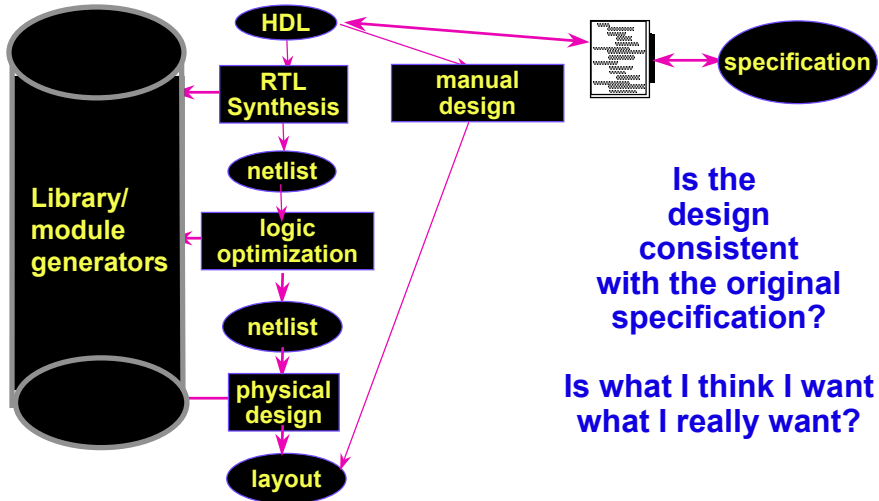 HDL
specification
RTL
Synthesis
manual
design
netlist
Library/
module
generators
logic
optimization
netlist
physical
design
layout
Is the
design
consistent
with the original
specification?
Is what I think I want
what I really want?